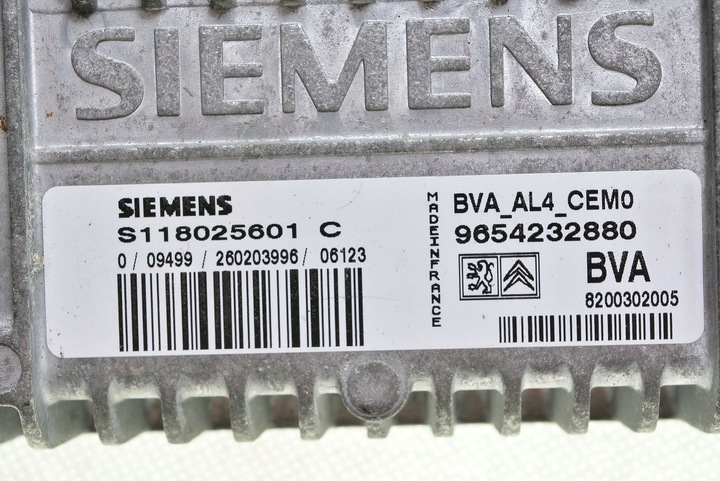 SIEMENS
SIEMENS
S118025601 C
0 / 09499 / 260203996 / 06123
MADEINFRANCE
BVA_AL4_CEM0
9654232880
BVA
8200302005